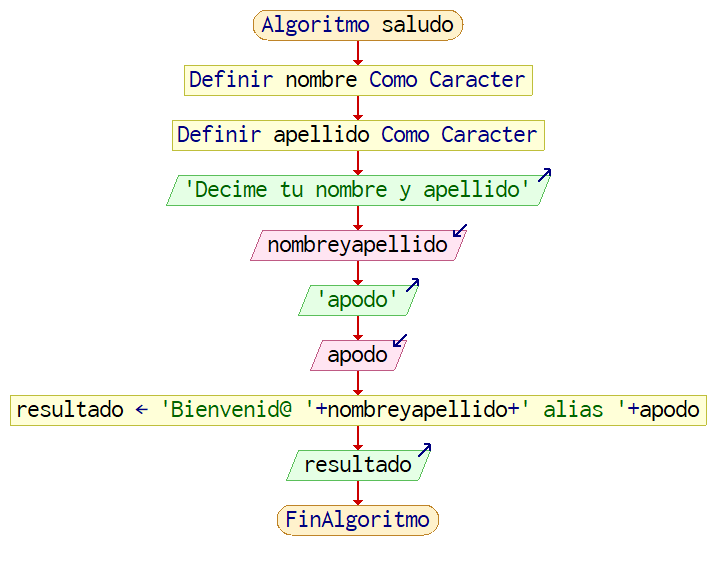 Algoritmo saludo
Definir nombre Como Caracter
Definir apellido Como Caracter
'Decime tu nombre y apellido'
nombreyapellido
'apodo'
apodo
resultado ← 'Bienvenid@ '+nombreyapellido+' alias '+apodo
resultado
FinAlgoritmo